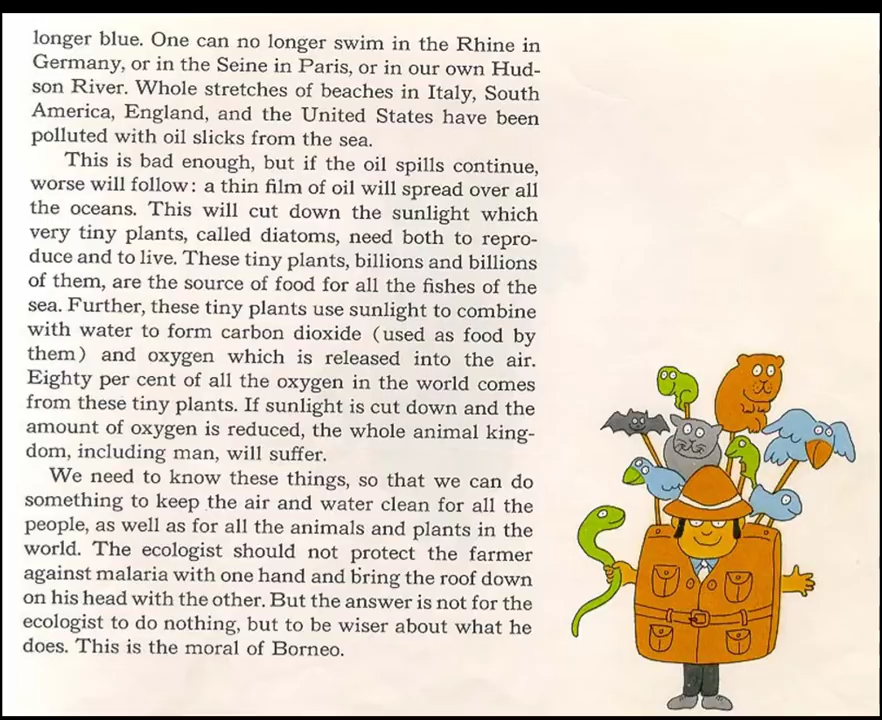 longer blue. One can no longer swim in the Rhine in
Germany, or in the Seine in Paris, or in our own Hud-
son River. Whole stretches of beaches in Italy, South
America, England, and the United States have been
polluted with oil slicks from the sea.
This is bad enough, but if the oil spills continue,
worse will follow: a thin film of oil will spread over all
the oceans. This will cut down the sunlight which
very tiny plants, called diatoms, need both to repro-
duce and to live. These tiny plants, billions and billions
of them, are the source of food for all the fishes of the
sea. Further, these tiny plants use sunlight to combine
with water to form carbon dioxide (used as food by
them) and oxygen which is released into the air.
Eighty per cent of all the oxygen in the world comes
from these tiny plants. If sunlight is cut down and the
amount of oxygen is reduced, the whole animal king-
dom, including man, will suffer.
We need to know these things, so that we can do
something to keep the air and water clean for all the
people, as well as for all the animals and plants in the
world. The ecologist should not protect the farmer
against malaria with one hand and bring the roof down
on his head with the other. But the answer is not for the
ecologist to do nothing, but to be wiser about what he
does. This is the moral of Borneo.